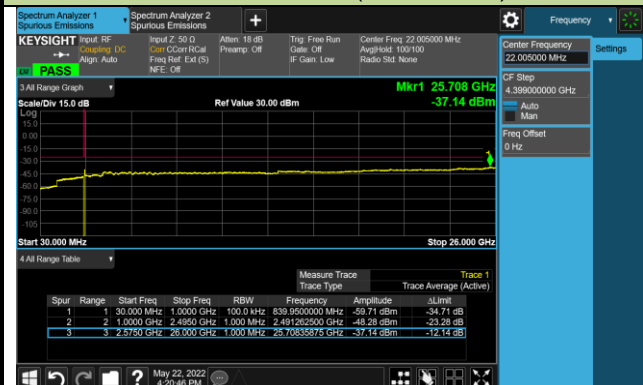 Spectrum Analyzer 1
Spurious Emissions
Spectrum Analyzer 2
Spurious Emissions
Frequency
KEYSIGHT
Input: RF
Coupling: DC
Align: Auto
Input Z: 50 Ω
Corr CCorr RCal
Freq Ref: Ext (S)
NFE: Off
Atten: 18 dB
Preamp: Off
Trig: Free Run
Gate: Off
IF Gain: Low
Center Freq: 22.005000 MHz
Avg|Hold: 100/100
Radio Std: None
PASS
Center Frequency
22.005000 MHz
Settings
CF Step
4.399000000 GHz
Auto
Man
Freq Offset
0 Hz
3 All Range Graph
Mkr1 25.708 GHz
Scale/Div 15.0 dB
Ref Value 30.00 dBm
-37.14 dBm
Log
15.0
0.00
-15.0
-30.0
-45.0
-60.0
-75.0
-90.0
-105
1
Start 30.000 MHz
Stop 26.000 GHz
4 All Range Table
Measure Trace
Trace 1
Trace Type
Trace Average (Active)
Spur Range Start Freq Stop Freq RBW Frequency Amplitude ΔLimit
1 1 30.000 MHz 1.0000 GHz 100.0 kHz 839.9500000 MHz -59.71 dBm -34.71 dB
2 2 1.0000 GHz 2.4950 GHz 1.000 MHz 2.491262500 GHz -48.28 dBm -23.28 dB
3 3 2.5750 GHz 26.000 GHz 1.000 MHz 25.70835875 GHz -37.14 dBm -12.14 dB
May 22, 2022
4:20:46 PM